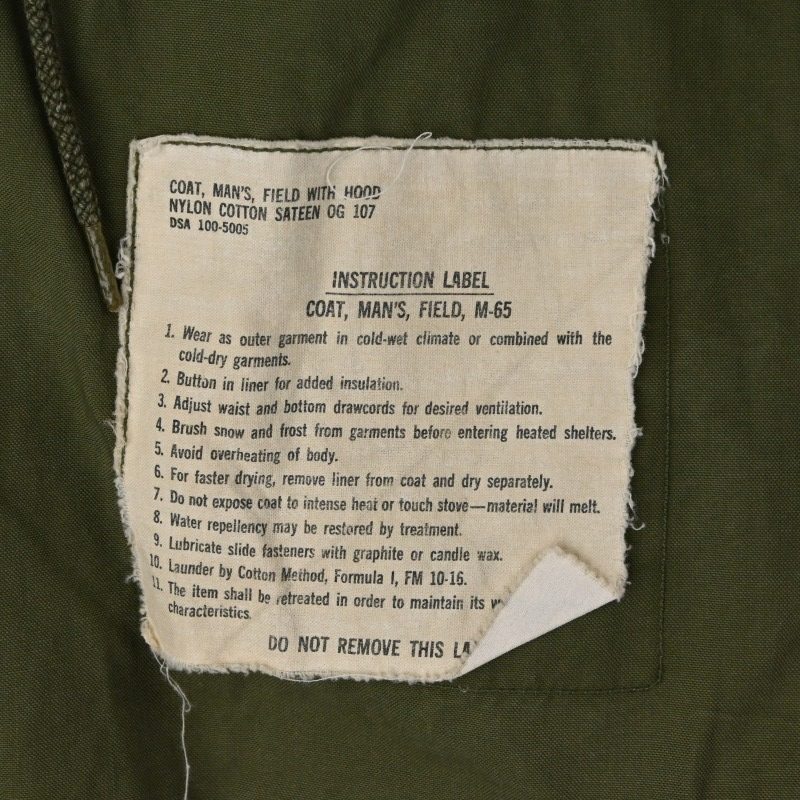 COAT, MAN'S, FIELD WITH HOOD
NYLON COTTON SATEEN OG 107
DSA 100-5005
INSTRUCTION LABEL
COAT, MAN'S, FIELD, M-65
1. Wear as outer garment in cold-wet climate or combined with the
cold-dry garments.
2. Button in liner for added insulation.
3. Adjust waist and bottom drawcords for desired ventilation.
4. Brush snow and frost from garments before entering heated shelters.
5. Avoid overheating of body.
6. For faster drying, remove liner from coat and dry separately.
7. Do not expose coat to intense heat or touch stove—material will melt.
8. Water repellency may be restored by treatment.
9. Lubricate slide fasteners with graphite or candle wax.
10. Launder by Cotton Method, Formula I, FM 10-16.
11. The item shall be retreated in order to maintain its
characteristics.
DO NOT REMOVE THIS